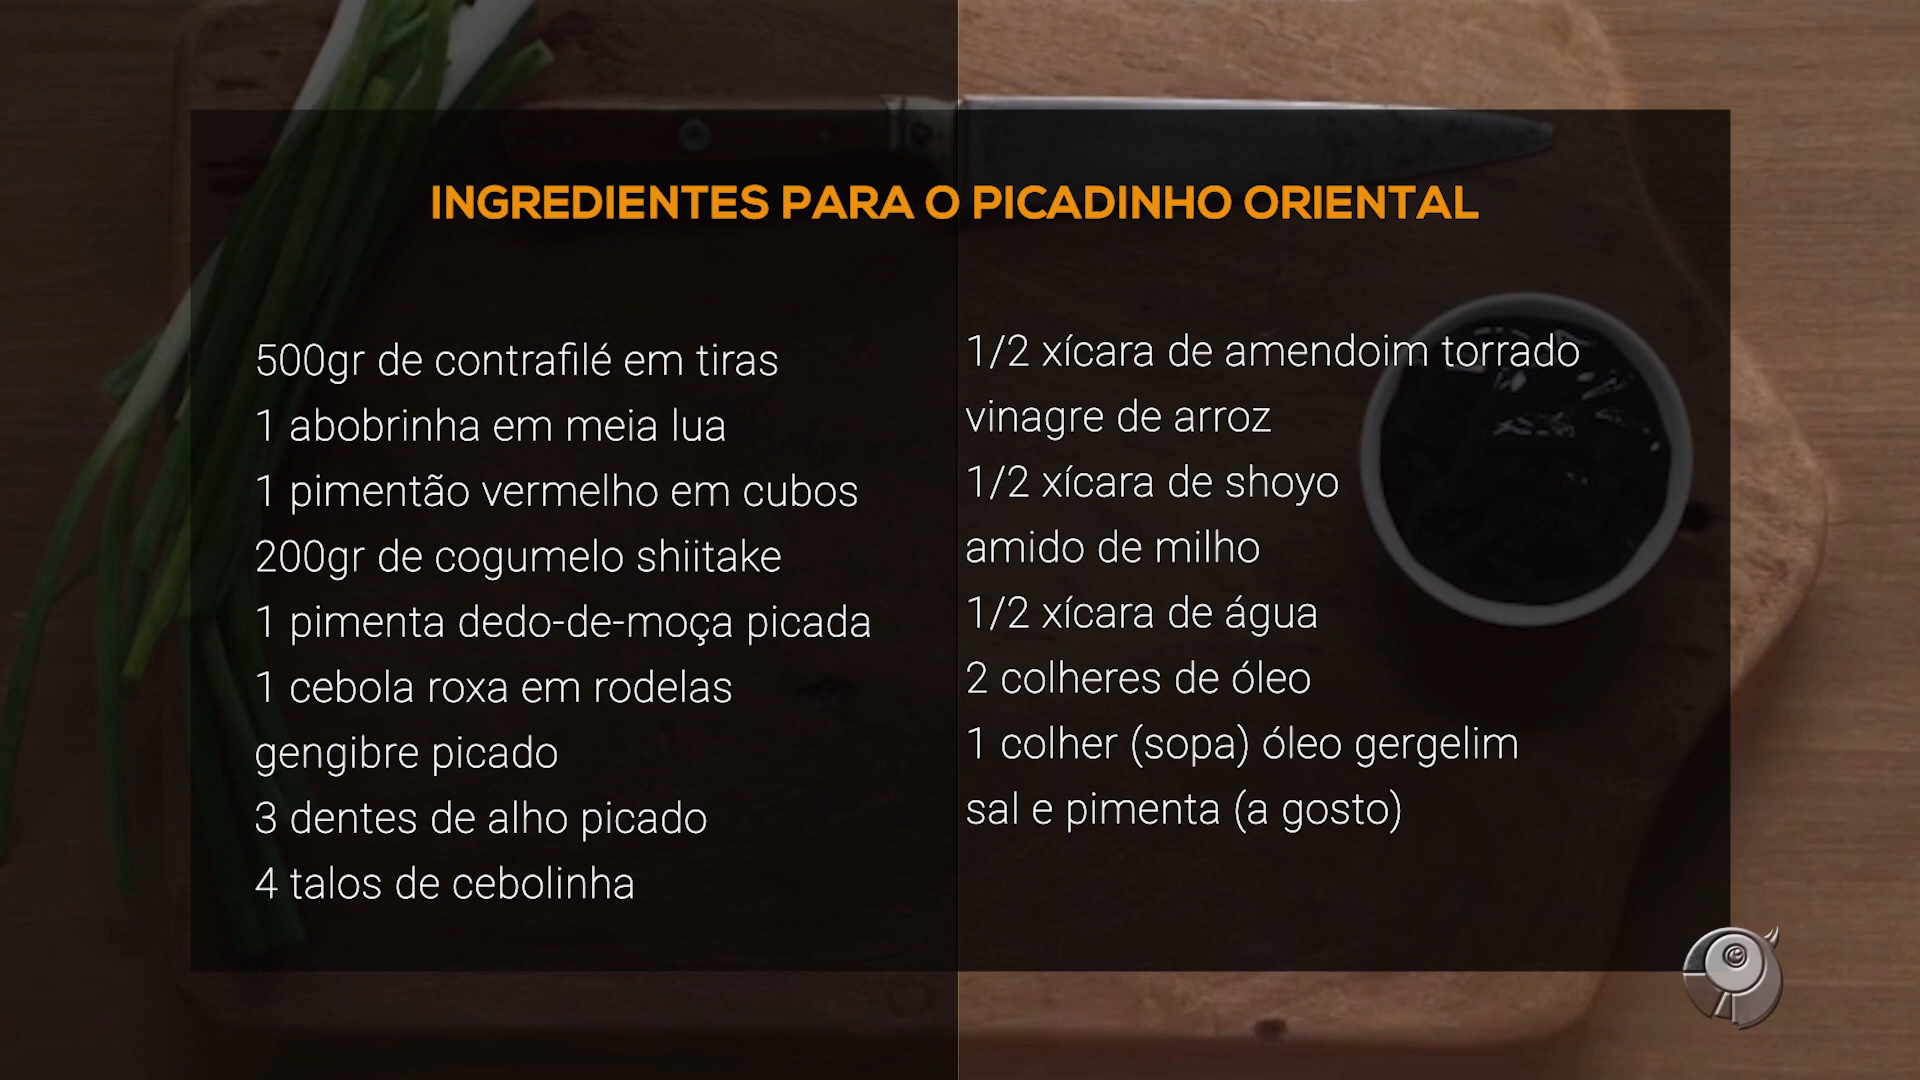 INGREDIENTES PARA O PICADINHO ORIENTAL
500gr de contrafilé em tiras
1 abobrinha em meia lua
1 pimentão vermelho em cubos
200gr de cogumelo shiitake
1 pimenta dedo-de-moça picada
1 cebola roxa em rodelas
gengibre picado
3 dentes de alho picado
4 talos de cebolinha
1/2 xícara de amendoim torrado
vinagre de arroz
1/2 xícara de shoyo
amido de milho
1/2 xícara de água
2 colheres de óleo
1 colher (sopa) óleo gergelim
sal e pimenta (a gosto)